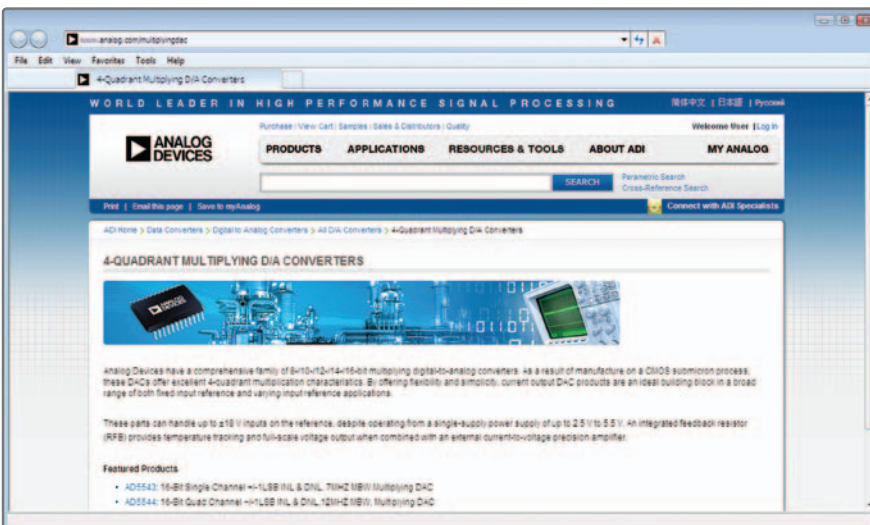 www.analog.com/multiplyingdac
File Edit View Favorites Tools Help
4-Quadrant Multiplying D/A Converters
WORLD LEADER IN HIGH PERFORMANCE SIGNAL PROCESSING 简体中文 | 日本語 | Русский
Purchase | View Cart | Samples | Sales & Distributors | Quality Welcome User | Log In
ANALOG
DEVICES
PRODUCTS APPLICATIONS RESOURCES & TOOLS ABOUT ADI MY ANALOG
SEARCH
Parametric Search
Cross-Reference Search
Print | Email this page | Save to myAnalog Connect with ADI Specialists
ADI Home > Data Converters > Digital to Analog Converters > All D/A Converters > 4-Quadrant Multiplying D/A Converters
4-QUADRANT MULTIPLYING D/A CONVERTERS
ANALOG
DEVICES
Analog Devices have a comprehensive family of 8-/10-/12-/14-/16-bit multiplying digital-to-analog converters. As a result of manufacture on a CMOS submicron process,
these DACs offer excellent 4-quadrant multiplication characteristics. By offering flexibility and simplicity, current output DAC products are an ideal building block in a broad
range of both fixed input reference and varying input reference applications.
These parts can handle up to ±18 V inputs on the reference, despite operating from a single-supply power supply of up to 2.5 V to 5.5 V. An integrated feedback resistor
(RFB) provides temperature tracking and full-scale voltage output when combined with an external current-to-voltage precision amplifier.
Featured Products
• AD5543: 16-Bit Single Channel +/-1LSB INL & DNL, 7MHZ MBW Multiplying DAC
• AD5544: 16-Bit Quad Channel +/-1LSB INL & DNL,12MHZ MBW, Multiplying DAC